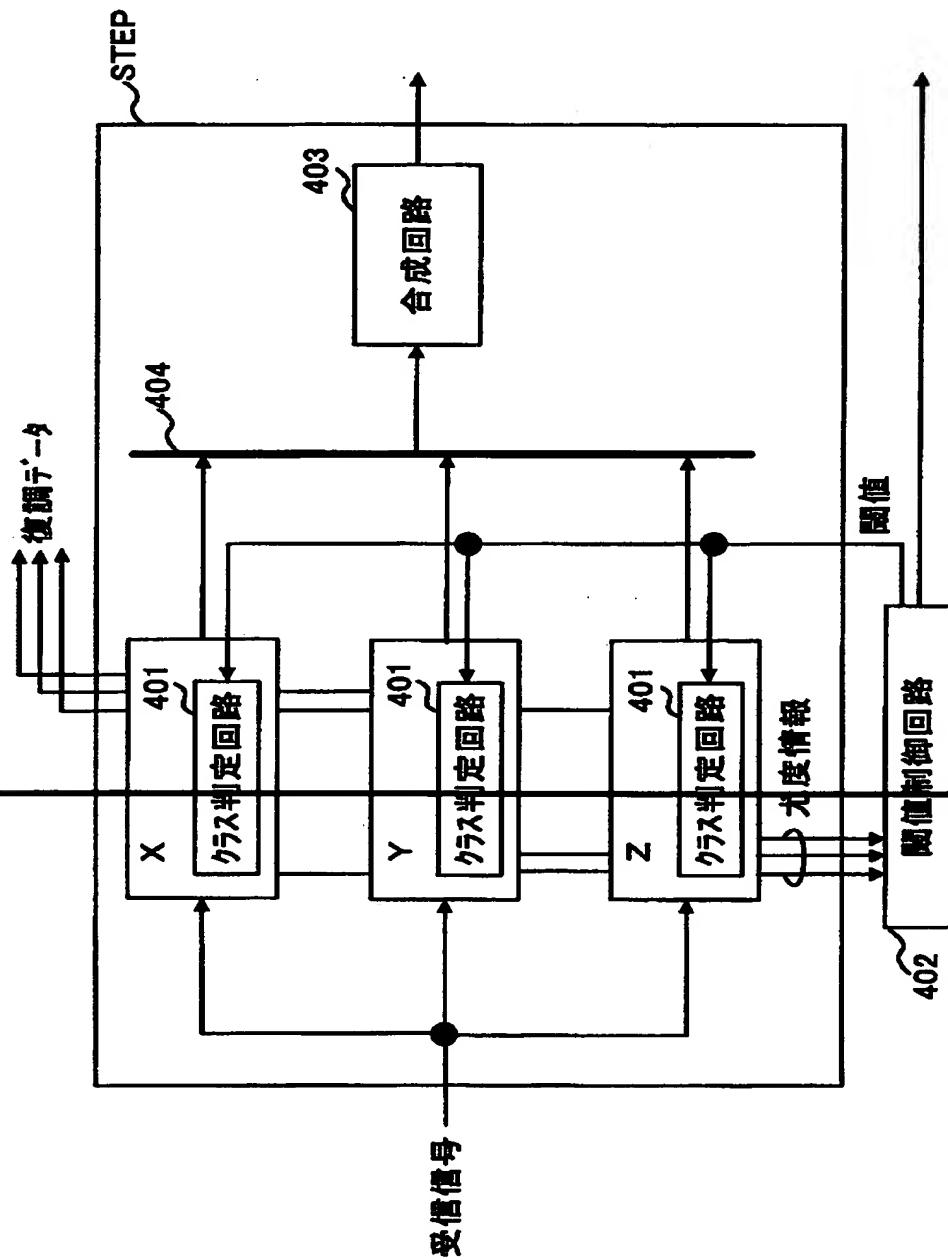 STEP
復調データ
404
403
合成回路
X
401
クラス判定回路
Y
401
クラス判定回路
Z
401
クラス判定回路
受信信号
尤度情報
閾値
402
閾値制御回路